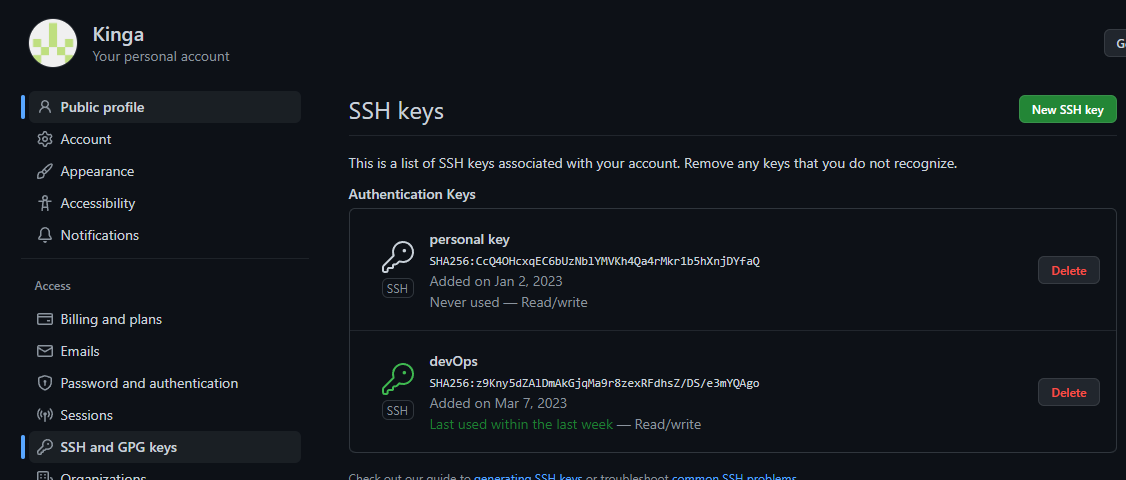 Kinga
Your personal account
Public profile
Account
Appearance
Accessibility
Notifications
Access
Billing and plans
Emails
Password and authentication
Sessions
SSH and GPG keys
Organizations
SSH keys
New SSH key
This is a list of SSH keys associated with your account. Remove any keys that you do not recognize.
Authentication Keys
personal key
SHA256:CcQ4OHcxqEC6bUzNblYMVKh4Qa4rMkr1b5hXnjDYfaQ
Added on Jan 2, 2023
Never used — Read/write
SSH
Delete
devOps
SHA256:z9Kny5dZAlDmAkGjqMa9r8zexRFdhsZ/DS/e3mYQAgo
Added on Mar 7, 2023
Last used within the last week — Read/write
SSH
Delete
Check out our guide to generating SSH keys or troubleshoot common SSH problems.